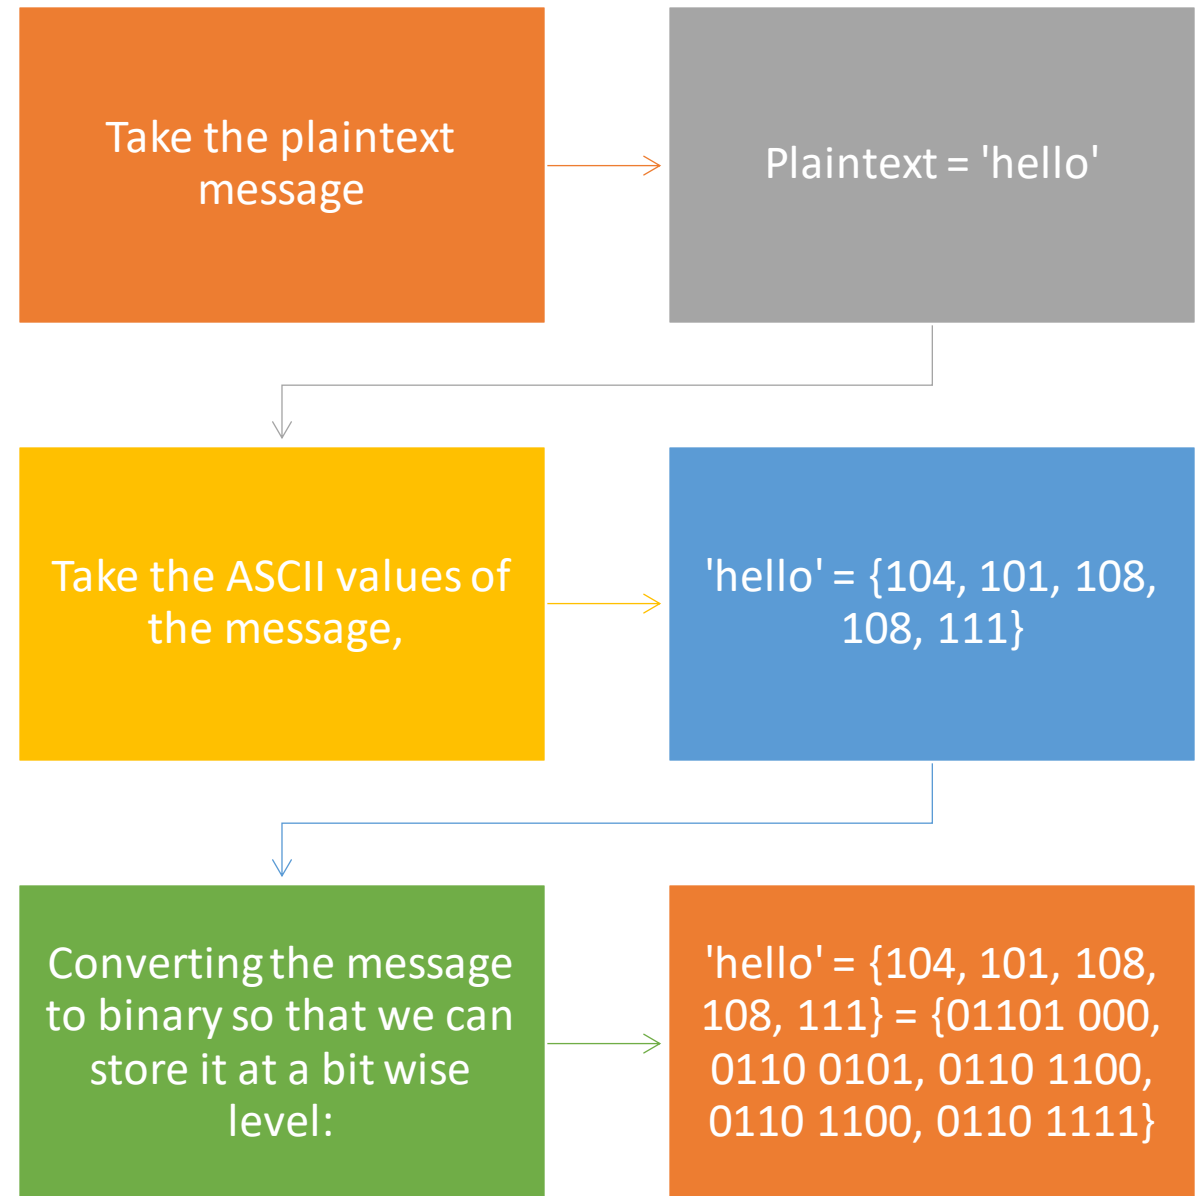 Take the plaintext
message
Plaintext = 'hello'
Take the ASCII values of
the message,
'hello' = {104, 101, 108,
108, 111}
Converting the message
to binary so that we can
store it at a bit wise
level:
'hello' = {104, 101, 108,
108, 111} = {01101 000,
0110 0101, 0110 1100,
0110 1100, 0110 1111}